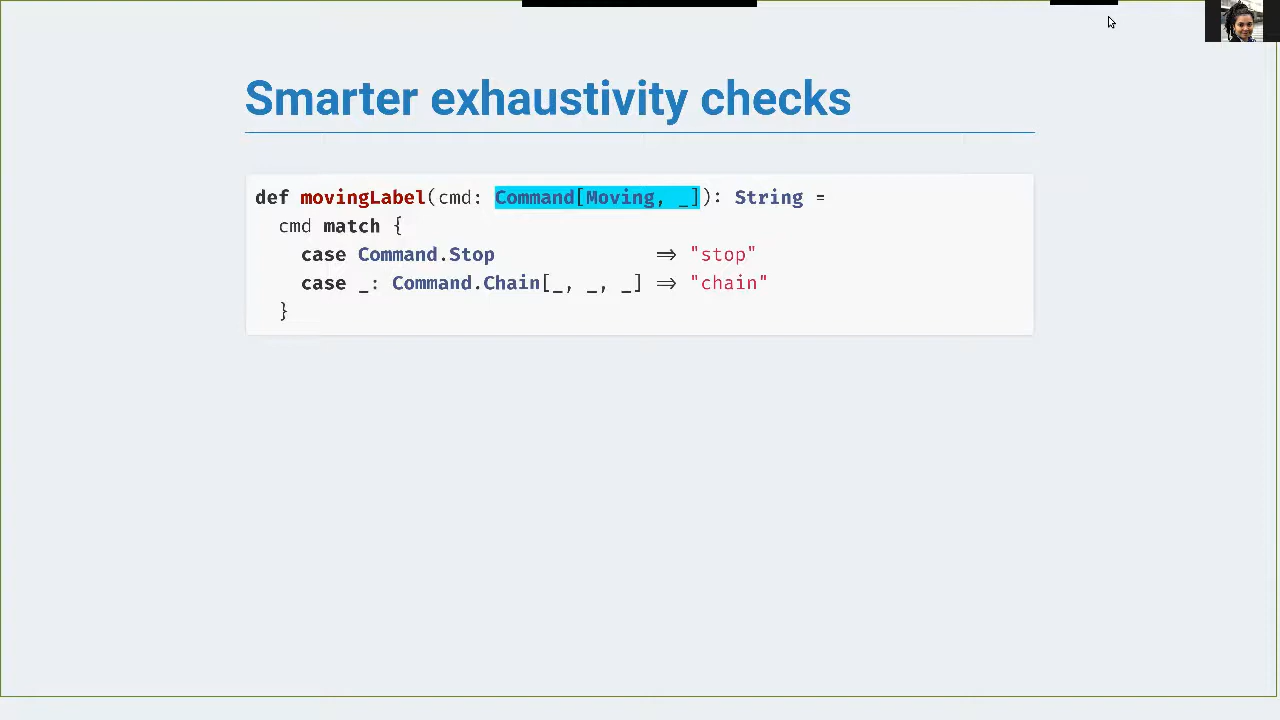 Smarter exhaustivity checks
def movingLabel(cmd: Command[Moving, _]): String =
cmd match {
case Command.Stop ⇒ "stop"
case _: Command.Chain[_, _, _] ⇒ "chain"
}